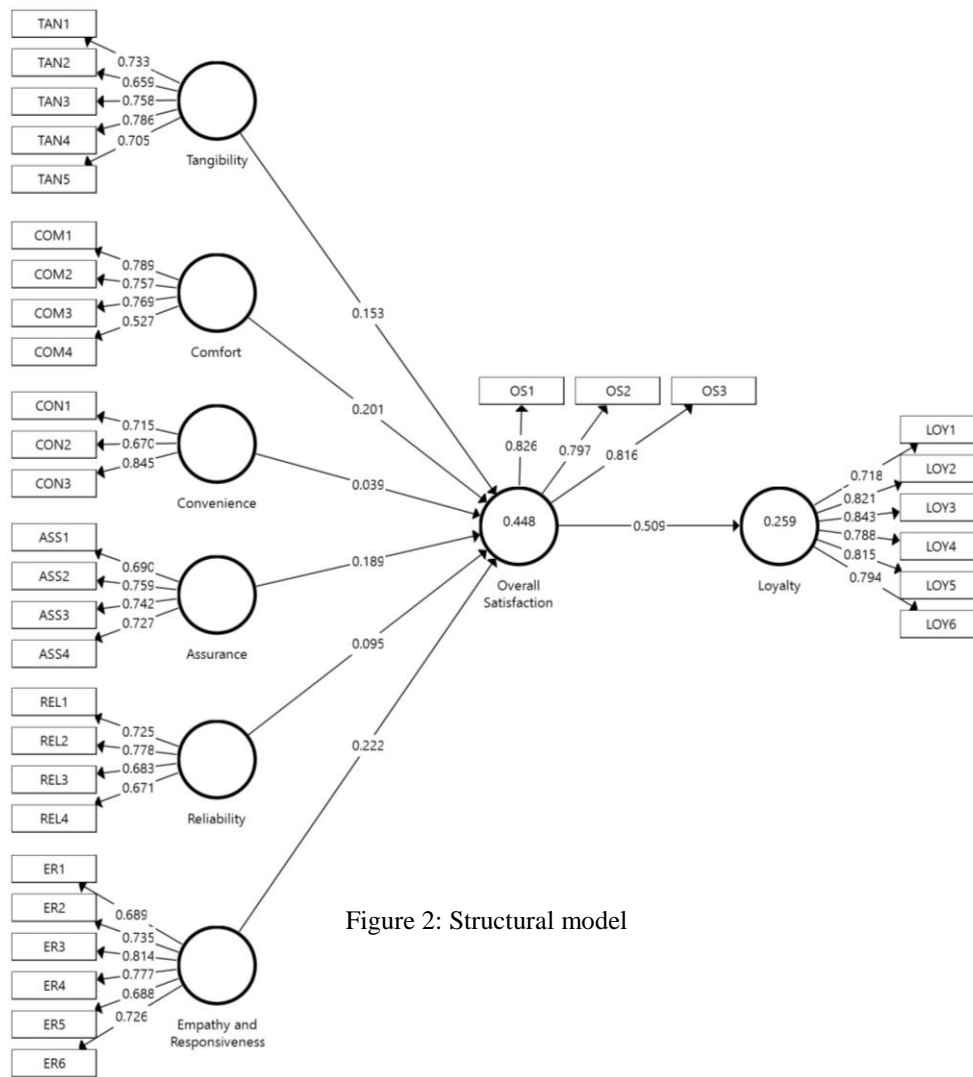 TAN1
TAN2
TAN3
TAN4
TAN5
0.733
0.659
0.758
0.786
0.705
Tangibility
0.153
COM1
COM2
COM3
COM4
0.789
0.757
0.769
0.527
Comfort
0.201
CON1
CON2
CON3
0.715
0.670
0.845
Convenience
0.039
ASS1
ASS2
ASS3
ASS4
0.690
0.759
0.742
0.727
Assurance
0.189
REL1
REL2
REL3
REL4
0.725
0.778
0.683
0.671
Reliability
0.095
ER1
ER2
ER3
ER4
ER5
ER6
0.689
0.735
0.814
0.777
0.688
0.726
Empathy and
Responsiveness
0.222
OS1
OS2
OS3
0.826
0.797
0.816
0.448
Overall
Satisfaction
0.509
0.259
Loyalty
0.718
0.821
0.843
0.788
0.815
0.794
LOY1
LOY2
LOY3
LOY4
LOY5
LOY6
Figure 2: Structural model